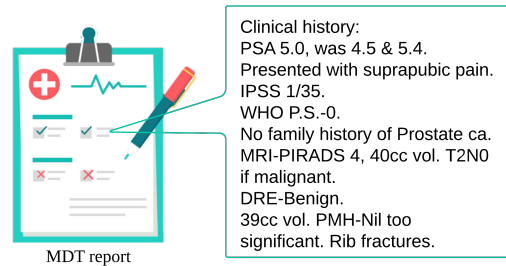 Clinical history:
PSA 5.0, was 4.5 & 5.4.
Presented with suprapubic pain.
IPSS 1/35.
WHO P.S.-0.
No family history of Prostate ca.
MRI-PIRADS 4, 40cc vol. T2N0
if malignant.
DRE-Benign.
39cc vol. PMH-Nil too
significant. Rib fractures.
MDT report